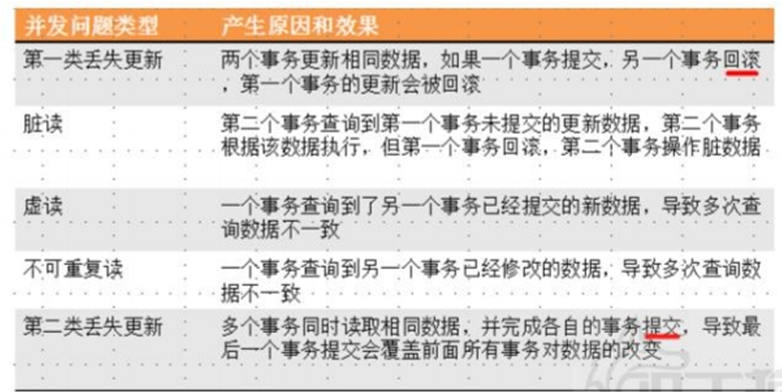 并发问题类型 产生原因和效果
第一类丢失更新 两个事务更新相同数据，如果一个事务提交，另一个事务回滚
，第一个事务的更新会被回滚
脏读 第二个事务查询到第一个事务未提交的更新数据，第二个事务
根据该数据执行，但第一个事务回滚，第二个事务操作脏数据
虚读 一个事务查询到了另一个事务已经提交的新数据，导致多次查
询数据不一致
不可重复读 一个事务查询到另一个事务已经修改的数据，导致多次查询数
据不一致
第二类丢失更新 多个事务同时读取相同数据，并完成各自的事务提交，导致最
后一个事务提交会覆盖前面所有事务对数据的改变